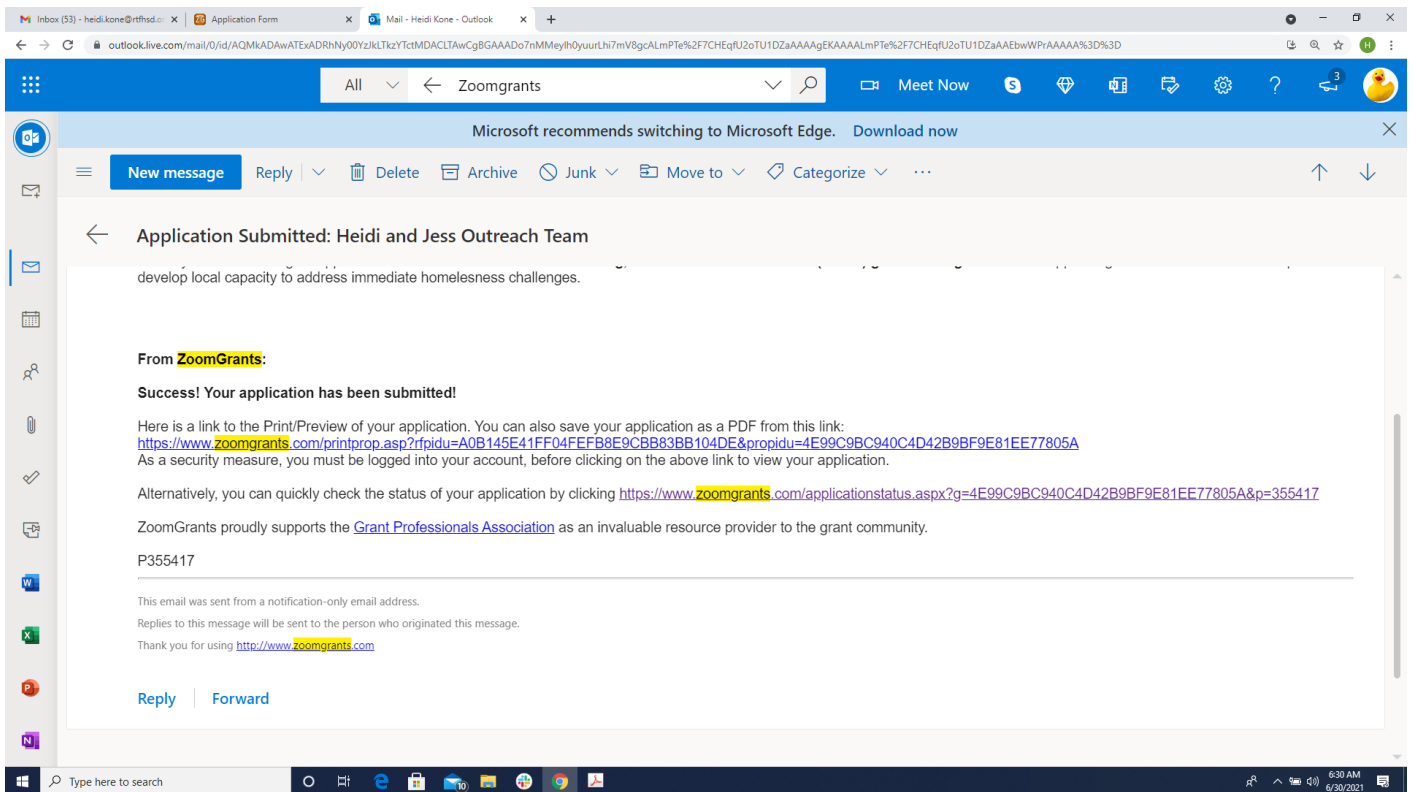 Inbox (53) - heidi.kone@rtfhsd.o
Application Form
Mail - Heidi Kone - Outlook
outlook.live.com/mail/0/id/AQMkADAwATExADRhNy00YzJkLTkzYTctMDACLTAwCgBGAAADo7nMMeylh0yuurLhi7mV8gcALmPTe%2F7CHEqfU2oTU1DZaAAAAgEKAAAALmPTe%2F7CHEqfU2oTU1DZaAAEbwWPrAAAAA%3D%3D
H
All
Zoomgrants
Meet Now
3
Microsoft recommends switching to Microsoft Edge. Download now
New message Reply Delete Archive Junk Move to Categorize ...
Application Submitted: Heidi and Jess Outreach Team
develop local capacity to address immediate homelesness challenges.
From ZoomGrants:
Success! Your application has been submitted!
Here is a link to the Print/Preview of your application. You can also save your application as a PDF from this link:
https://www.zoomgrants.com/printprop.asp?rfpidu=A0B145E41FF04FEFB8E9CBB83BB104DE&propidu=4E99C9BC940C4D42B9BF9E81EE77805A
As a security measure, you must be logged into your account, before clicking on the above link to view your application.
Alternatively, you can quickly check the status of your application by clicking https://www.zoomgrants.com/applicationstatus.aspx?g=4E99C9BC940C4D42B9BF9E81EE77805A&p=355417
ZoomGrants proudly supports the Grant Professionals Association as an invaluable resource provider to the grant community.
P355417
This email was sent from a notification-only email address.
Replies to this message will be sent to the person who originated this message.
Thank you for using http://www.zoomgrants.com
Reply Forward
Type here to search
10
6:30 AM
6/30/2021